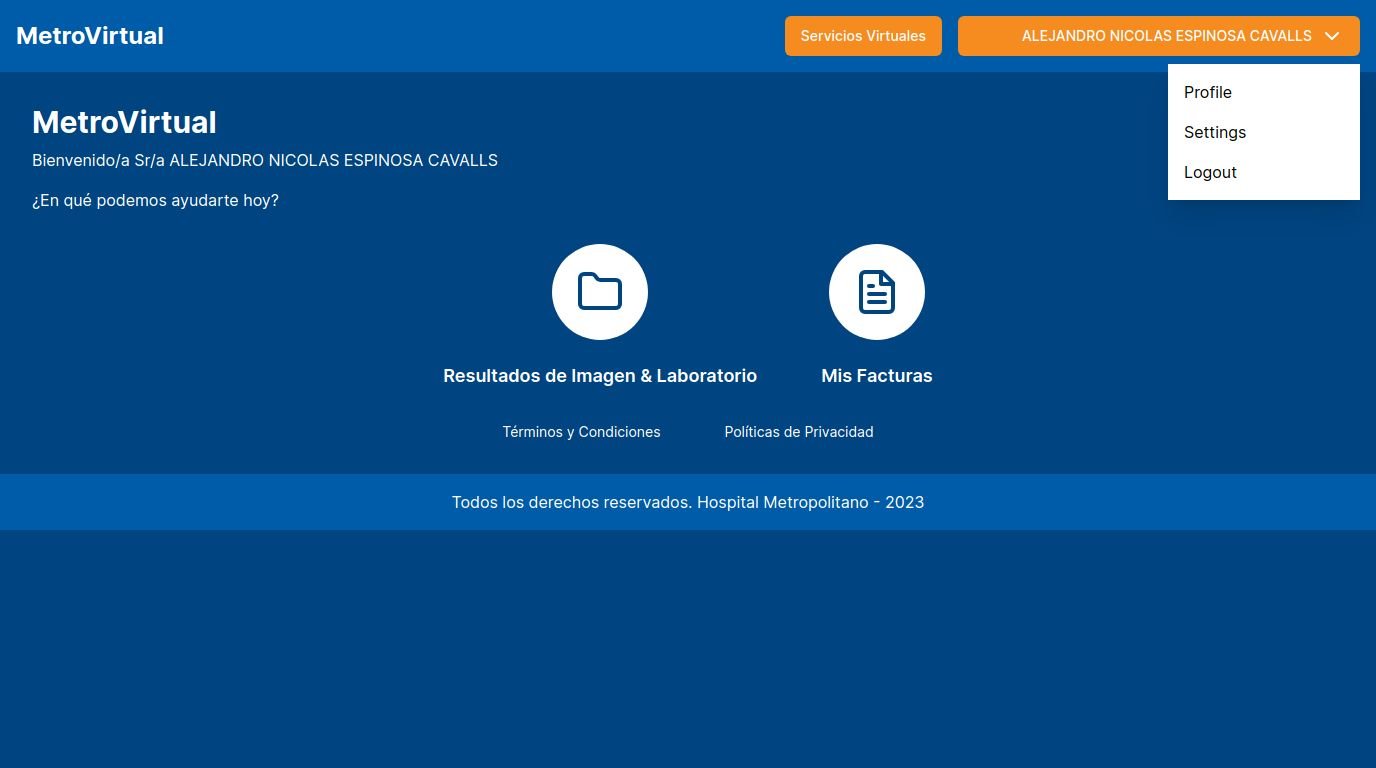 MetroVirtual
Servicios Virtuales
ALEJANDRO NICOLAS ESPINOSA CAVALLS
Profile
Settings
Logout
MetroVirtual
Bienvenido/a Sr/a ALEJANDRO NICOLAS ESPINOSA CAVALLS
¿En qué podemos ayudarte hoy?
Resultados de Imagen & Laboratorio
Mis Facturas
Términos y Condiciones
Políticas de Privacidad
Todos los derechos reservados. Hospital Metropolitano - 2023